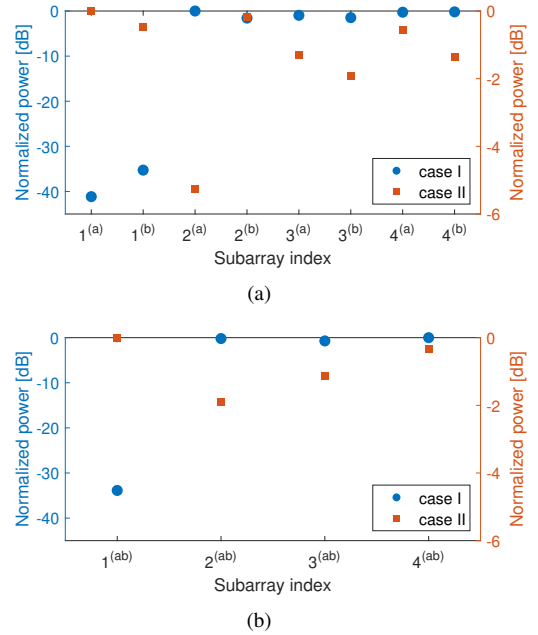 Normalized power [dB]
0
-10
-20
-30
-40
0
-2
-4
-6
Normalized power [dB]
case I
case II
1(a) 1(b) 2(a) 2(b) 3(a) 3(b) 4(a) 4(b)
Subarray index
(a)
Normalized power [dB]
0
-10
-20
-30
-40
0
-2
-4
-6
Normalized power [dB]
case I
case II
1(ab) 2(ab) 3(ab) 4(ab)
Subarray index
(b)